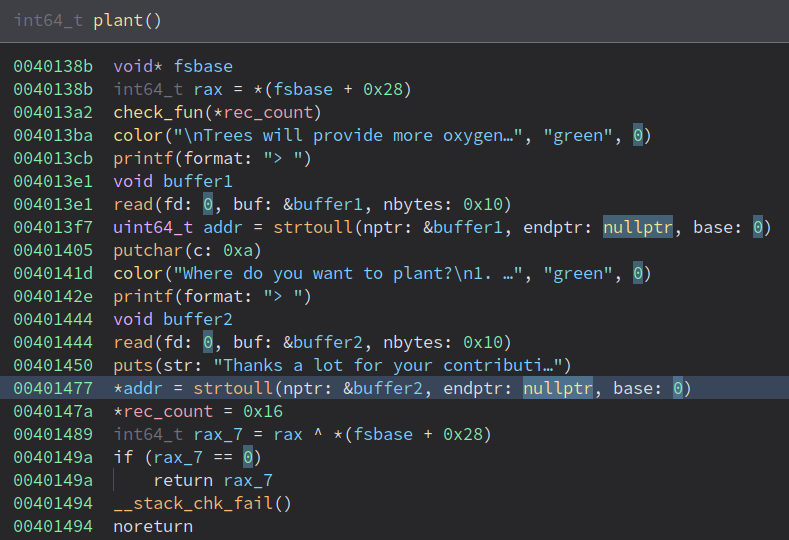 int64_t plant()
0040138b void* fsbase
0040138b int64_t rax = *(fsbase + 0x28)
004013a2 check_fun(*rec_count)
004013ba color("\nTrees will provide more oxygen…", "green", 0)
004013cb printf(format: "> ")
004013e1 void buffer1
004013e1 read(fd: 0, buf: &buffer1, nbytes: 0x10)
004013f7 uint64_t addr = strtoull(nptr: &buffer1, endptr: nullptr, base: 0)
00401405 putchar(c: 0xa)
0040141d color("Where do you want to plant?\n1. …", "green", 0)
0040142e printf(format: "> ")
00401444 void buffer2
00401444 read(fd: 0, buf: &buffer2, nbytes: 0x10)
00401450 puts(str: "Thanks a lot for your contributi…")
00401477 *addr = strtoull(nptr: &buffer2, endptr: nullptr, base: 0)
0040147a *rec_count = 0x16
00401489 int64_t rax_7 = rax ^ *(fsbase + 0x28)
0040149a if (rax_7 == 0)
0040149a return rax_7
00401494 __stack_chk_fail()
00401494 noreturn